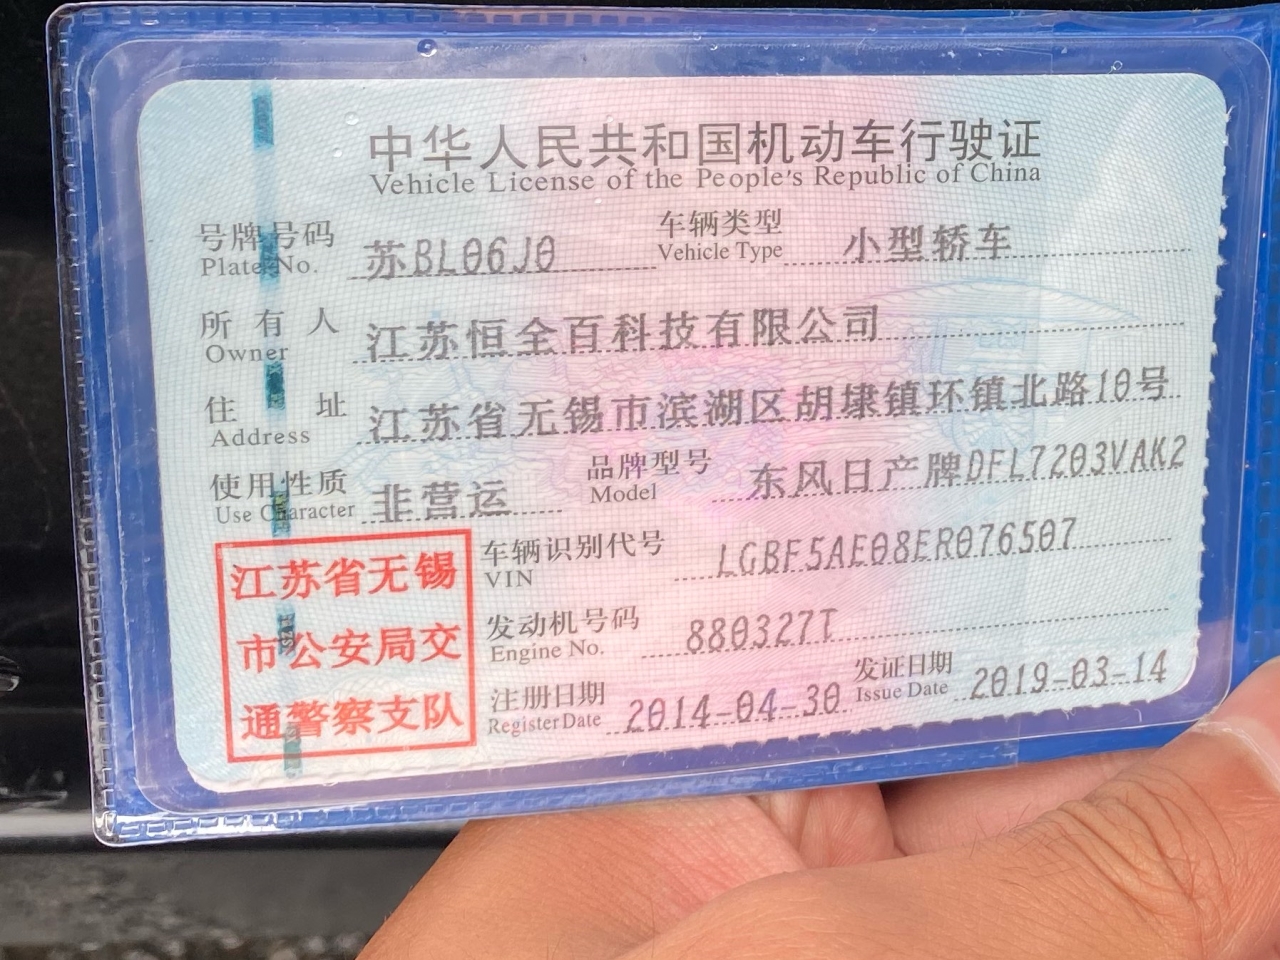 中华人民共和国机动车行驶证
Vehicle License of the People's Republic of China
号牌号码 苏BL06J0 车辆类型 小型轿车
Plate No. Vehicle Type
所有人 江苏恒全百科技有限公司
Owner
住址 江苏省无锡市滨湖区胡埭镇环镇北路10号
Address
使用性质 非营运 品牌型号 东风日产牌DFL7203VAK2
Use Character Model
车辆识别代号 LGBF5AE08ER076507
VIN
发动机号码 880327T
Engine No.
注册日期 2014-04-30 发证日期 2019-03-14
Register Date Issue Date
江苏省无锡
市公安局交
通警察支队